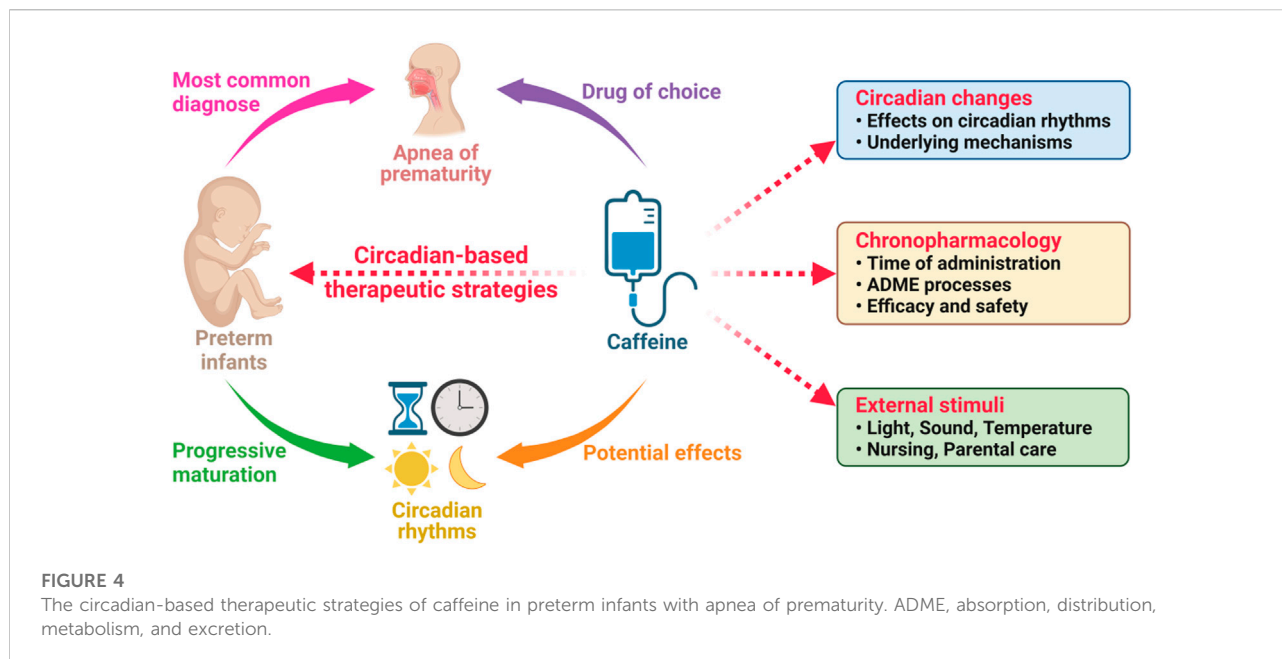 Most common
diagnose
Apnea of
prematurity
Drug of choice
Preterm
infants
Circadian-based
therapeutic strategies
Caffeine
Progressive
maturation
Circadian
rhythms
Potential effects
Circadian changes
• Effects on circadian rhythms
• Underlying mechanisms
Chronopharmacology
• Time of administration
• ADME processes
• Efficacy and safety
External stimuli
• Light, Sound, Temperature
• Nursing, Parental care
FIGURE 4
The circadian-based therapeutic strategies of caffeine in preterm infants with apnea of prematurity. ADME, absorption, distribution,
metabolism, and excretion.